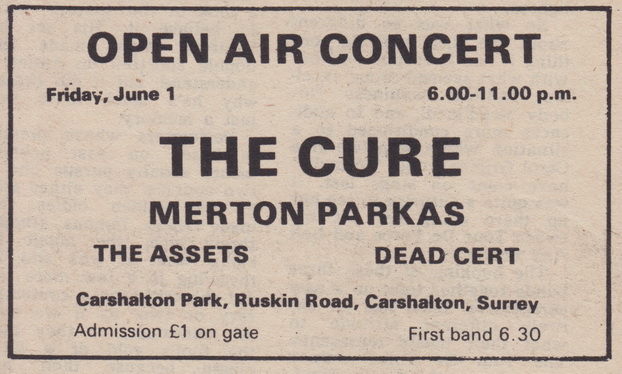 OPEN AIR CONCERT
Friday, June 1 6.00-11.00 p.m.
THE CURE
MERTON PARKAS
THE ASSETS DEAD CERT
Carshalton Park, Ruskin Road, Carshalton, Surrey
Admission £1 on gate First band 6.30